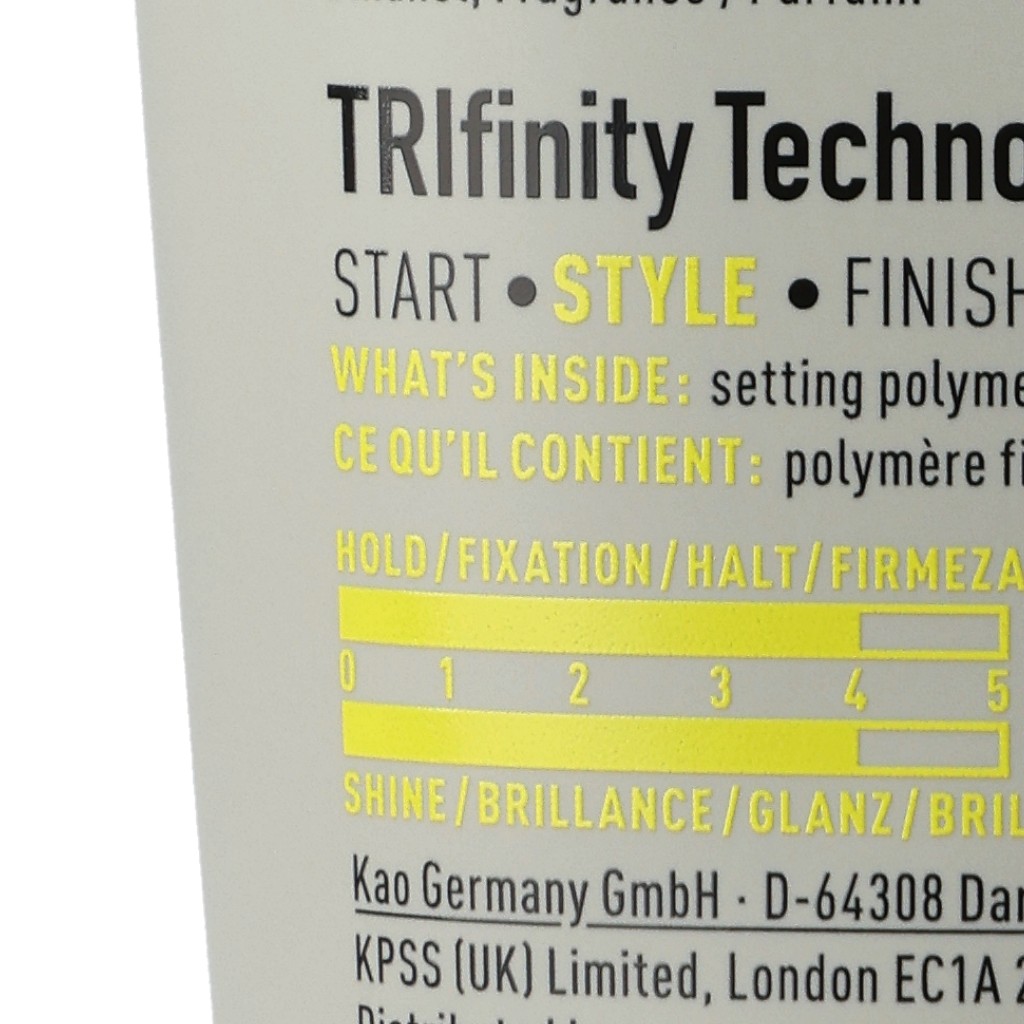 Fragrance / Parfum.
TRIfinity Techno
START • STYLE • FINISH
WHAT'S INSIDE: setting polyme
CE QU'IL CONTIENT: polymère fi
HOLD/FIXATION/HALT/FIRMEZA
0 1 2 3 4 5
SHINE/BRILLANCE/GLANZ/BRIL
Kao Germany GmbH · D-64308 Dar
KPSS (UK) Limited, London EC1A 2